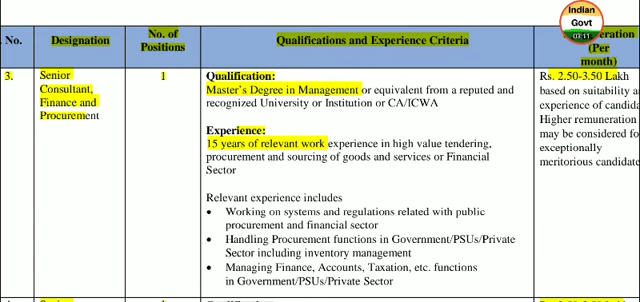 . No.
Designation
No. of
Positions
Qualifications and Experience Criteria
eration
(Per
month)
Indian
Govt
3.
Senior
Consultant,
Finance and
Procurement
1
Qualification:
Master's Degree in Management or equivalent from a reputed and
recognized University or Institution or CA/ICWA
Experience:
15 years of relevant work experience in high value tendering,
procurement and sourcing of goods and services or Financial
Sector
Relevant experience includes
• Working on systems and regulations related with public
procurement and financial sector
• Handling Procurement functions in Government/PSUs/Private
Sector including inventory management
• Managing Finance, Accounts, Taxation, etc. functions
in Government/PSUs/Private Sector
Rs. 2.50-3.50 Lakh
based on suitability a
experience of candida
Higher remuneration
may be considered fo
exceptionally
meritorious candidate